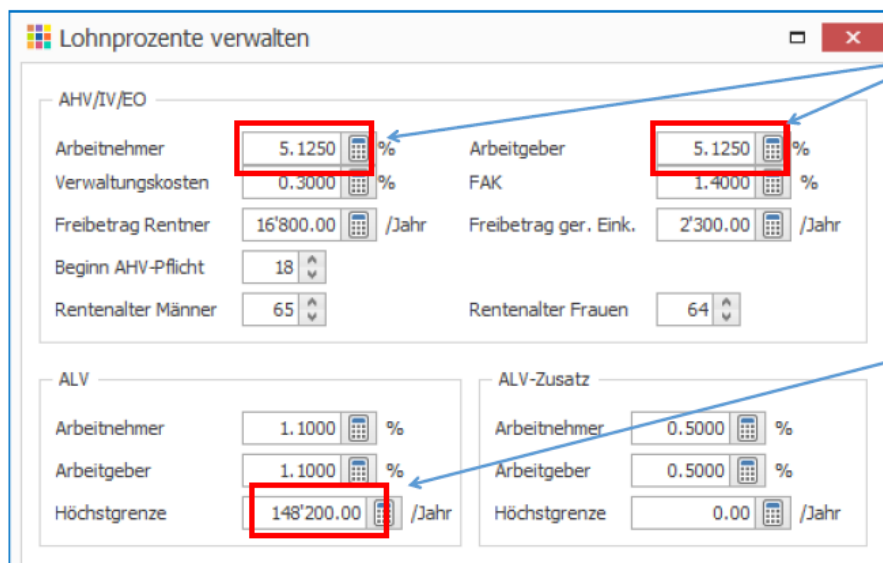 Lohnprozente verwalten
AHV/IV/EO
Arbeitnehmer 5.1250 % Arbeitgeber 5.1250 %
Verwaltungskosten 0.3000 % FAK 1.4000 %
Freibetrag Rentner 16'800.00 /Jahr Freibetrag ger. Eink. 2'300.00 /Jahr
Beginn AHV-Pflicht 18
Rentenalter Männer 65 Rentenalter Frauen 64
ALV ALV-Zusatz
Arbeitnehmer 1.1000 % Arbeitnehmer 0.5000 %
Arbeitgeber 1.1000 % Arbeitgeber 0.5000 %
Höchstgrenze 148'200.00 /Jahr Höchstgrenze 0.00 /Jahr